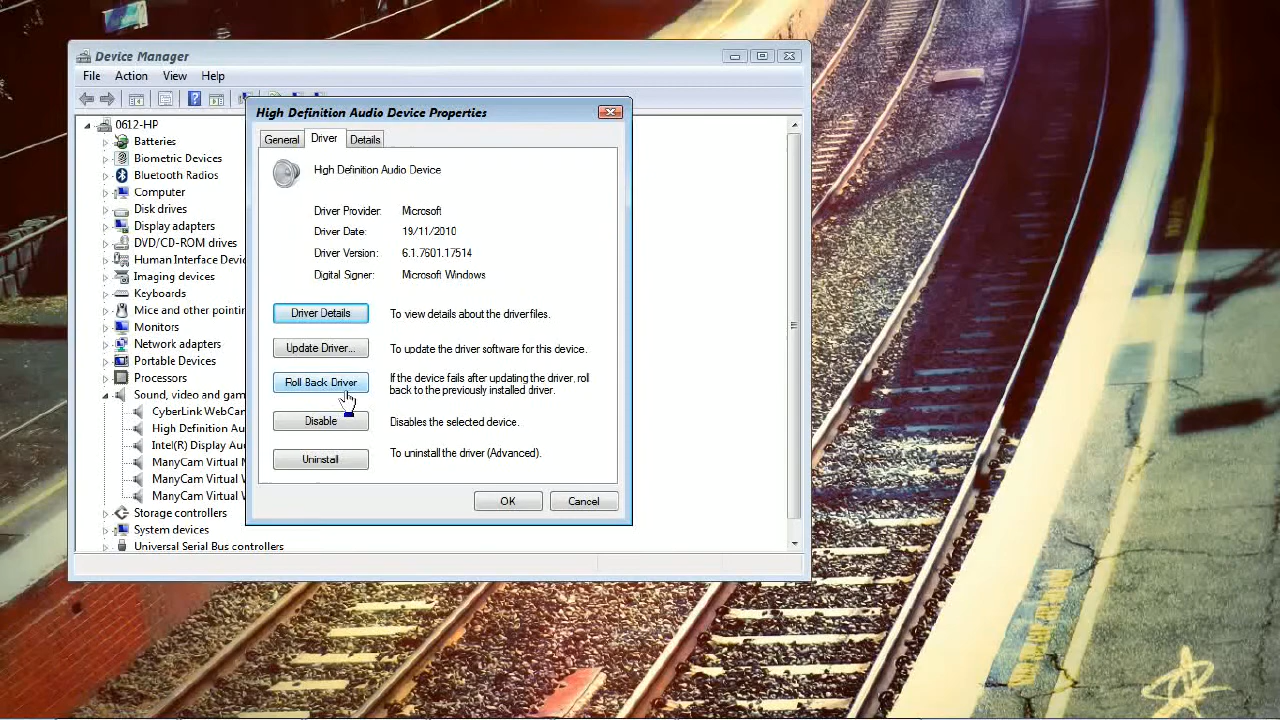 Device Manager
File Action View Help
High Definition Audio Device Properties
General Driver Details
High Definition Audio Device
Driver Provider: Microsoft
Driver Date: 19/11/2010
Driver Version: 6.1.7601.17514
Digital Signer: Microsoft Windows
Driver Details To view details about the driver files.
Update Driver... To update the driver software for this device.
Roll Back Driver If the device fails after updating the driver, roll
back to the previously installed driver.
Disable Disables the selected device.
Uninstall To uninstall the driver (Advanced).
OK Cancel
0612-HP
Batteries
Biometric Devices
Bluetooth Radios
Computer
Disk drives
Display adapters
DVD/CD-ROM drives
Human Interface Devi
Imaging devices
Keyboards
Mice and other pointin
Monitors
Network adapters
Portable Devices
Processors
Sound, video and gam
CyberLink WebCam
High Definition Au
Intel(R) Display Au
ManyCam Virtual M
ManyCam Virtual
ManyCam Virtual W
Storage controllers
System devices
Universal Serial Bus controllers